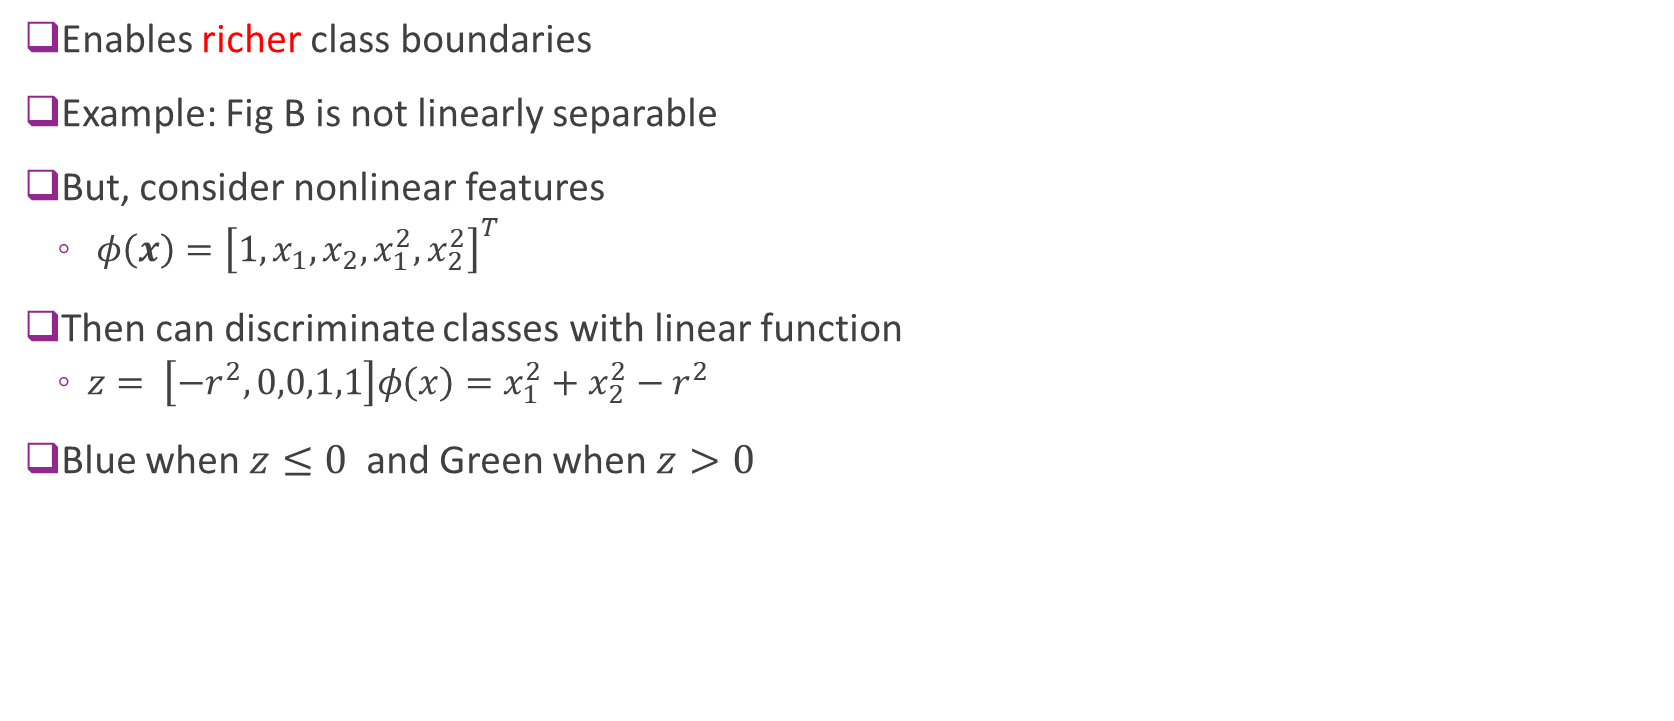 ❑Enables richer class boundaries
❑Example: Fig B is not linearly separable
❑But, consider nonlinear features
◦ ϕ(𝒙) = [1, x₁, x₂, x₁², x₂²]ᵀ
❑Then can discriminate classes with linear function
◦ z = [−r², 0,0,1,1]ϕ(x) = x₁² + x₂² − r²
❑Blue when z ≤ 0 and Green when z > 0